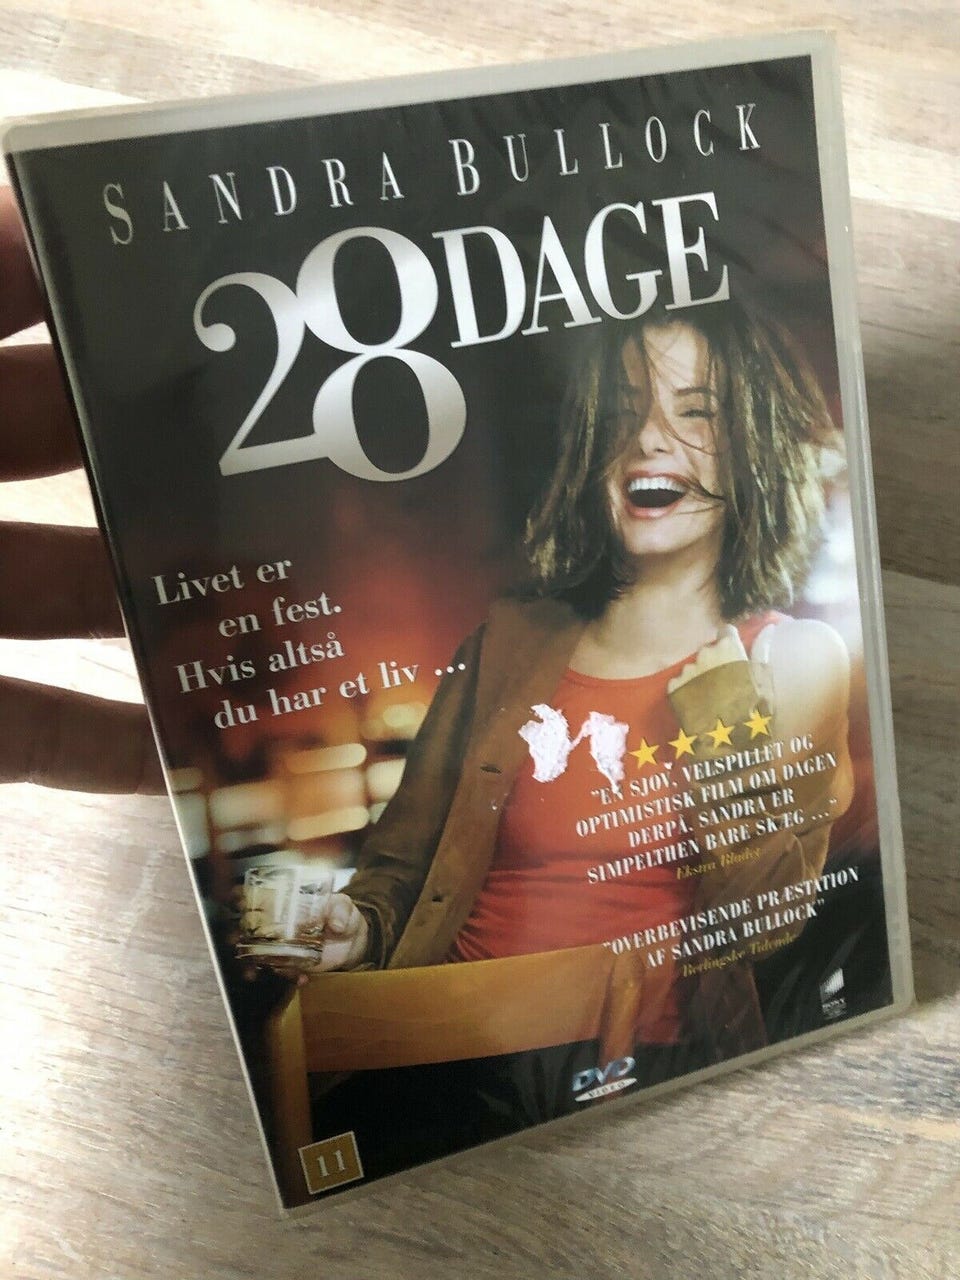 SANDRA BULLOCK
28 DAGE
Livet er
en fest.
Hvis altså
du har et liv ...
"EN SJOV, VELSPILLET OG
OPTIMISTISK FILM OM DAGEN
DERPÅ. SANDRA ER
SIMPELTHEN BARE SKÆG ..."
Ekstra Bladet
"OVERBEVISENDE PRÆSTATION
AF SANDRA BULLOCK"
Berlingske Tidende
SONY
DVD
VIDEO
11